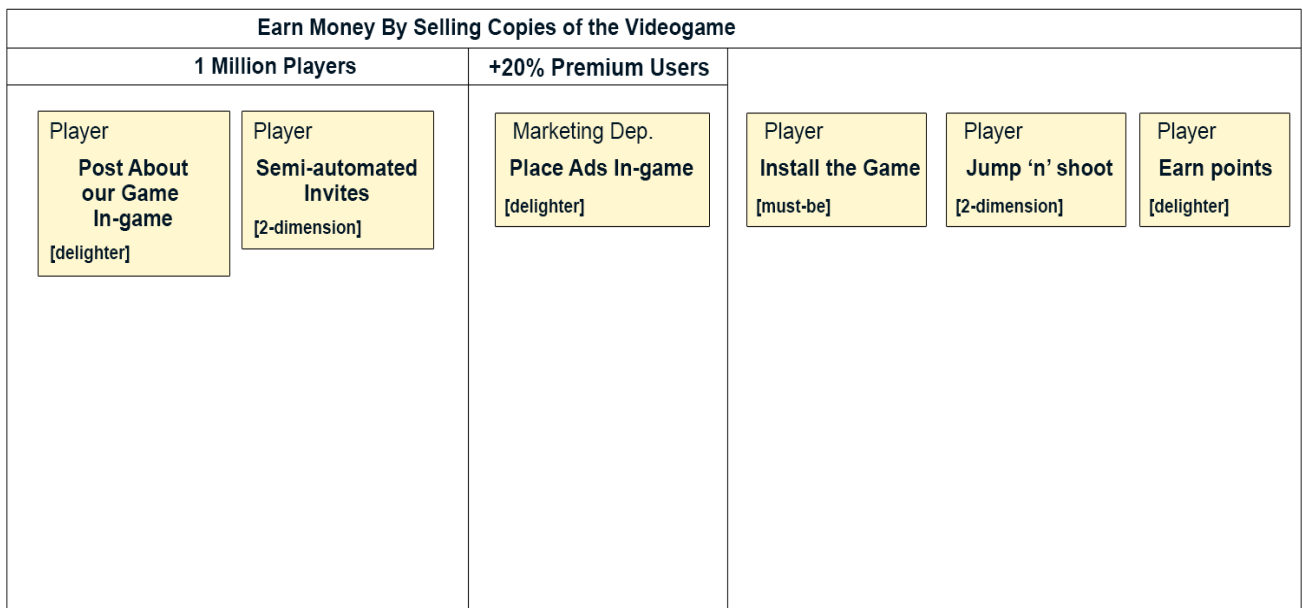 Earn Money By Selling Copies of the Videogame
1 Million Players
+20% Premium Users
Player
Post About
our Game
In-game
[delighter]
Player
Semi-automated
Invites
[2-dimension]
Marketing Dep.
Place Ads In-game
[delighter]
Player
Install the Game
[must-be]
Player
Jump ‘n’ shoot
[2-dimension]
Player
Earn points
[delighter]